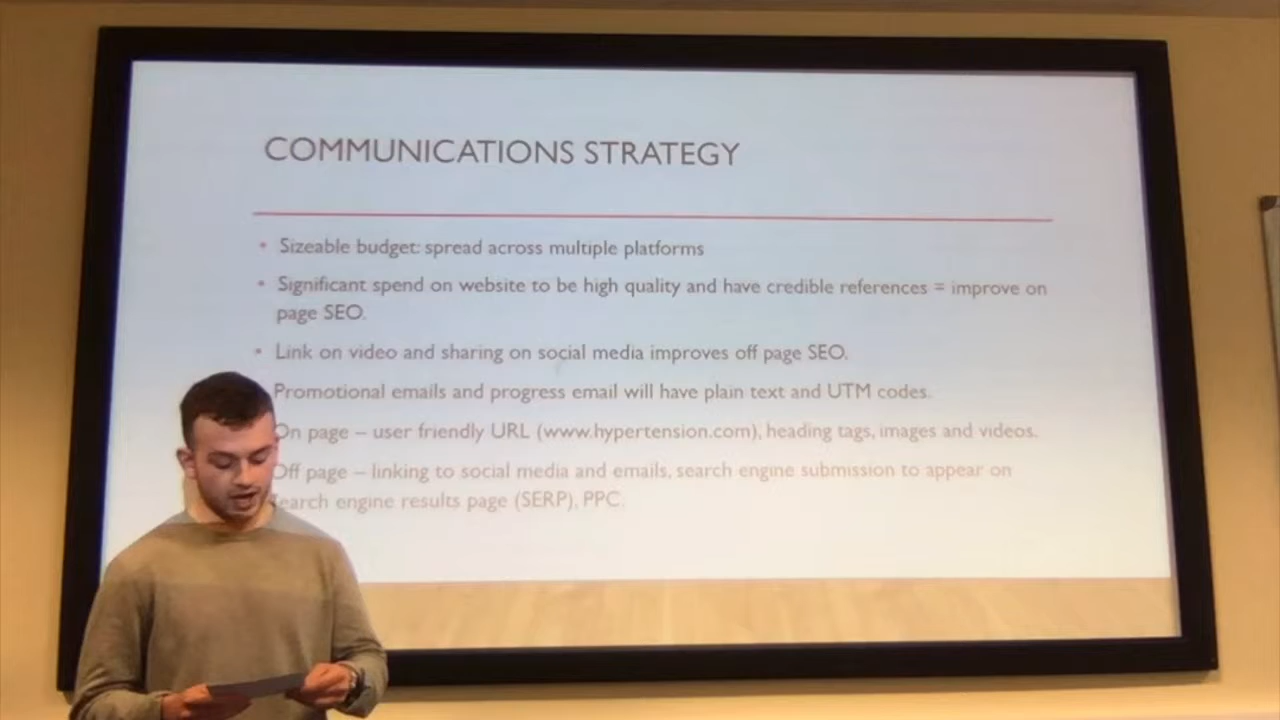 COMMUNICATIONS STRATEGY
• Sizeable budget: spread across multiple platforms
• Significant spend on website to be high quality and have credible references = improve on
page SEO.
• Link on video and sharing on social media improves off page SEO.
Promotional emails and progress email will have plain text and UTM codes.
On page – user friendly URL (www.hypertension.com), heading tags, images and videos.
Off page – linking to social media and emails, search engine submission to appear on
search engine results page (SERP), PPC.